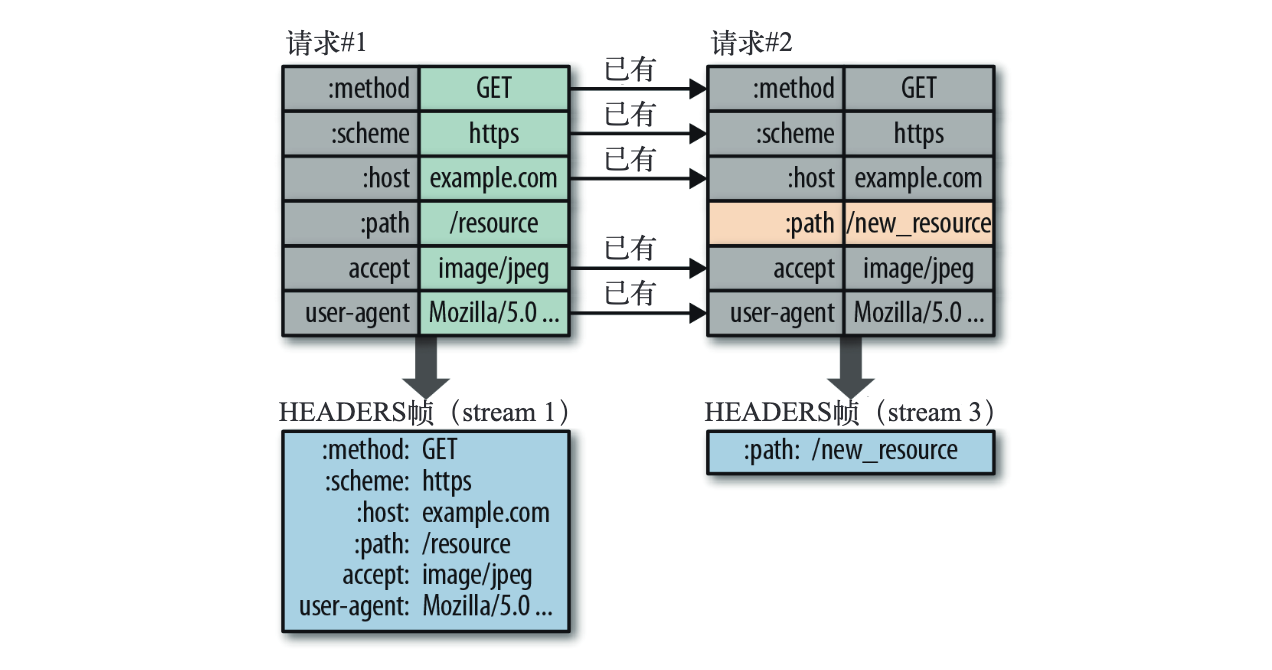 请求#1
:method GET
:scheme https
:host example.com
:path /resource
accept image/jpeg
user-agent Mozilla/5.0 ...
已有
已有
已有
已有
已有
请求#2
:method GET
:scheme https
:host example.com
:path /new_resource
accept image/jpeg
user-agent Mozilla/5.0 ...
HEADERS帧（stream 1）
:method: GET
:scheme: https
:host: example.com
:path: /resource
accept: image/jpeg
user-agent: Mozilla/5.0 ...
HEADERS帧（stream 3）
:path: /new_resource